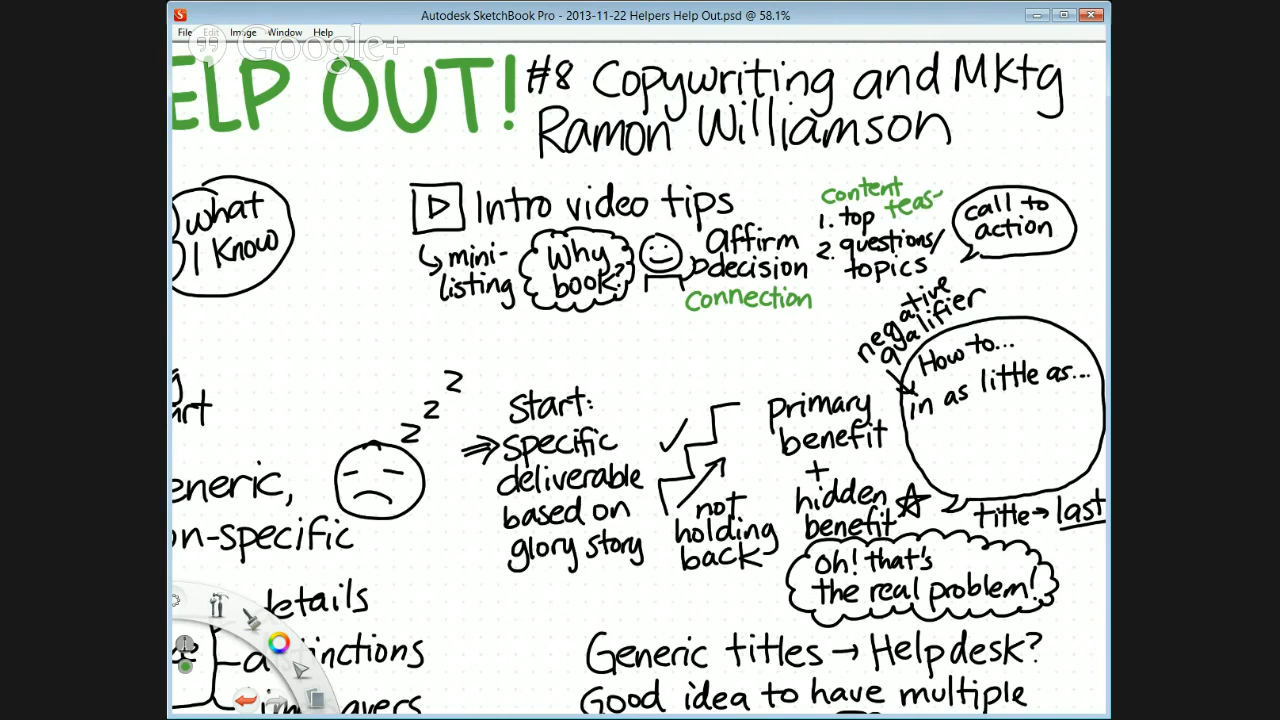 Autodesk SketchBook Pro - 2013-11-22 Helpers Help Out.psd @ 58.1%
File Edit Image Window Help
Google+
ELP OUT!
#8 Copywriting and Mktg
Ramon Williamson
what
I Know
Intro video tips
mini-
listing
Why
book?
Affirm
decision
connection
content
teas-
1. top
2. questions/
topics
call to
action
negative
qualifier
How to...
in as little as...
title → last
z
z
z
art
eneric,
on-specific
details
Start:
specific
deliverable
based on
glory story
not
holding
back
primary
benefit
+
hidden
benefit
oh! that's
the real problem!
Generic titles → Helpdesk?
Good idea to have multiple